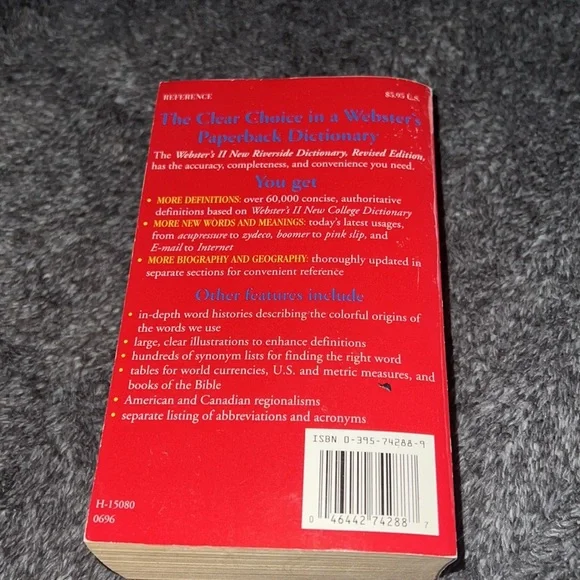 REFERENCE
$5.95 U.S.
The Clear Choice in a Webster's
Paperback Dictionary
The Webster's II New Riverside Dictionary, Revised Edition,
has the accuracy, completeness, and convenience you need.
You get
• MORE DEFINITIONS: over 60,000 concise, authoritative
definitions based on Webster's II New College Dictionary
• MORE NEW WORDS AND MEANINGS: today's latest usages,
from acupressure to zydeco, boomer to pink slip, and
E-mail to Internet
• MORE BIOGRAPHY AND GEOGRAPHY: thoroughly updated in
separate sections for convenient reference
Other features include
• in-depth word histories describing the colorful origins of
the words we use
• large, clear illustrations to enhance definitions
• hundreds of synonym lists for finding the right word
• tables for world currencies, U.S. and metric measures, and
books of the Bible
• American and Canadian regionalisms
• separate listing of abbreviations and acronyms
ISBN 0-395-74288-9
H-15080
0696
0 46442 74288 7